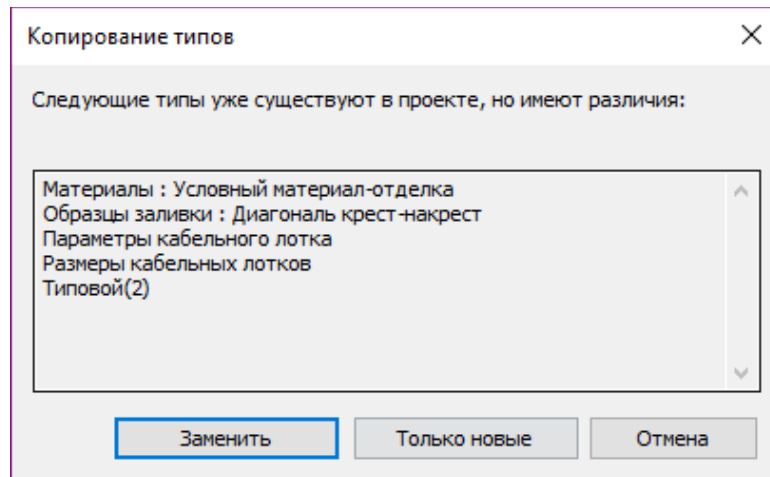 Копирование типов
Следующие типы уже существуют в проекте, но имеют различия:
Материалы : Условный материал-отделка
Образцы заливки : Диагональ крест-накрест
Параметры кабельного лотка
Размеры кабельных лотков
Типовой(2)
Заменить
Только новые
Отмена